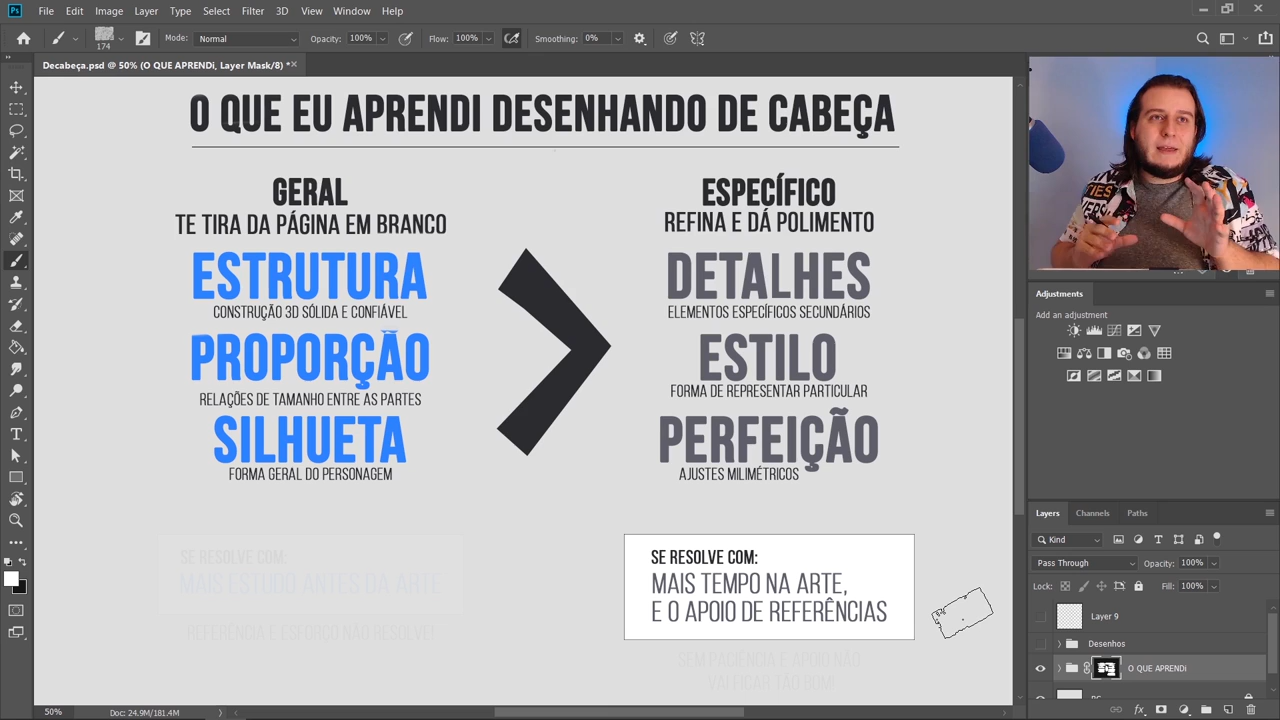 Ps File Edit Image Layer Type Select Filter 3D View Window Help
174 Mode: Normal Opacity: 100% Flow: 100% Smoothing: 0%
Decabeça.psd @ 50% (O QUE APRENDi, Layer Mask/8) *
O QUE EU APRENDI DESENHANDO DE CABEÇA
GERAL
TE TIRA DA PÁGINA EM BRANCO
ESTRUTURA
CONSTRUÇÃO 3D SÓLIDA E CONFIÁVEL
PROPORÇÃO
RELAÇÕES DE TAMANHO ENTRE AS PARTES
SILHUETA
FORMA GERAL DO PERSONAGEM
SE RESOLVE COM:
MAIS ESTUDO ANTES DA ARTE
REFERÊNCIA E ESFORÇO NÃO RESOLVE!
ESPECÍFICO
REFINA E DÁ POLIMENTO
DETALHES
ELEMENTOS ESPECÍFICOS SECUNDÁRIOS
ESTILO
FORMA DE REPRESENTAR PARTICULAR
PERFEIÇÃO
AJUSTES MILIMÉTRICOS
SE RESOLVE COM:
MAIS TEMPO NA ARTE,
E O APOIO DE REFERÊNCIAS
SEM PACIÊNCIA E APOIO NÃO
VAI FICAR TÃO BOM!
Adjustments
Add an adjustment
Layers Channels Paths
Kind
Pass Through Opacity: 100%
Lock: Fill: 100%
Layer 9
Desenhos
O QUE APRENDi
50% Doc: 24.9M/181.4M